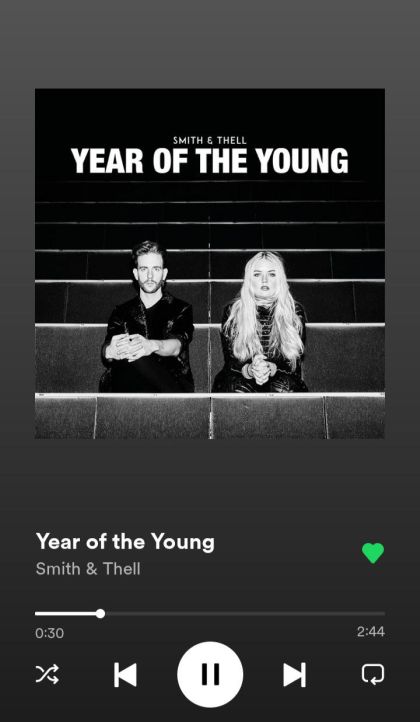 SMITH & THELL
YEAR OF THE YOUNG
Year of the Young
Smith & Thell
0:30
2:44